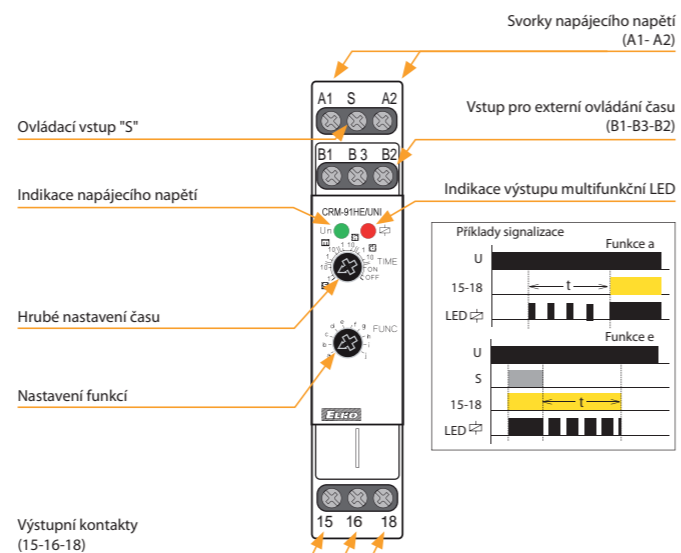 Svorky napájecího napětí
(A1- A2)
A1 S A2
Ovládací vstup "S"
Vstup pro externí ovládání času
(B1-B3-B2)
B1 B 3 B2
Indikace napájecího napětí
Indikace výstupu multifunkční LED
CRM-91HE/UNI
Un
TIME
ON
OFF
Hrubé nastavení času
FUNC
Nastavení funkcí
ELKO
Příklady signalizace
Funkce a
U
15-18
t
LED
Funkce e
U
S
15-18
t
LED
15 16 18
Výstupní kontakty
(15-16-18)